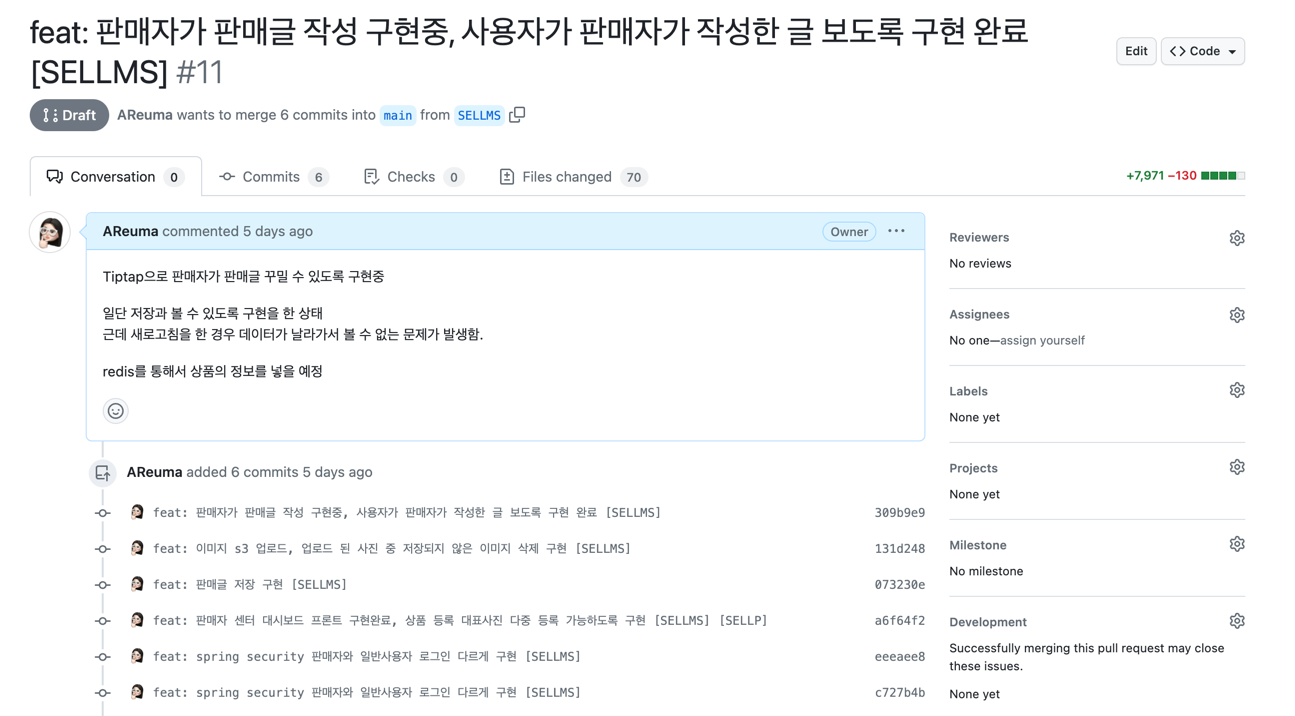 feat: 판매자가 판매글 작성 구현중, 사용자가 판매자가 작성한 글 보도록 구현 완료
[SELLMS] #11
Edit
<> Code
Draft
AReuma wants to merge 6 commits into main from SELLMS
Conversation 0
Commits 6
Checks 0
Files changed 70
+7,971 −130
AReuma commented 5 days ago
Owner
Tiptap으로 판매자가 판매글 꾸밀 수 있도록 구현중
일단 저장과 볼 수 있도록 구현을 한 상태
근데 새로고침을 한 경우 데이터가 날라가서 볼 수 없는 문제가 발생함.
redis를 통해서 상품의 정보를 넣을 예정
AReuma added 6 commits 5 days ago
feat: 판매자가 판매글 작성 구현중, 사용자가 판매자가 작성한 글 보도록 구현 완료 [SELLMS] 309b9e9
feat: 이미지 s3 업로드, 업로드 된 사진 중 저장되지 않은 이미지 삭제 구현 [SELLMS] 131d248
feat: 판매글 저장 구현 [SELLMS] 073230e
feat: 판매자 센터 대시보드 프론트 구현완료, 상품 등록 대표사진 다중 등록 가능하도록 구현 [SELLMS] [SELLP] a6f64f2
feat: spring security 판매자와 일반사용자 로그인 다르게 구현 [SELLMS] eeeaee8
feat: spring security 판매자와 일반사용자 로그인 다르게 구현 [SELLMS] c727b4b
Reviewers
No reviews
Assignees
No one—assign yourself
Labels
None yet
Projects
None yet
Milestone
No milestone
Development
Successfully merging this pull request may close
these issues.
None yet